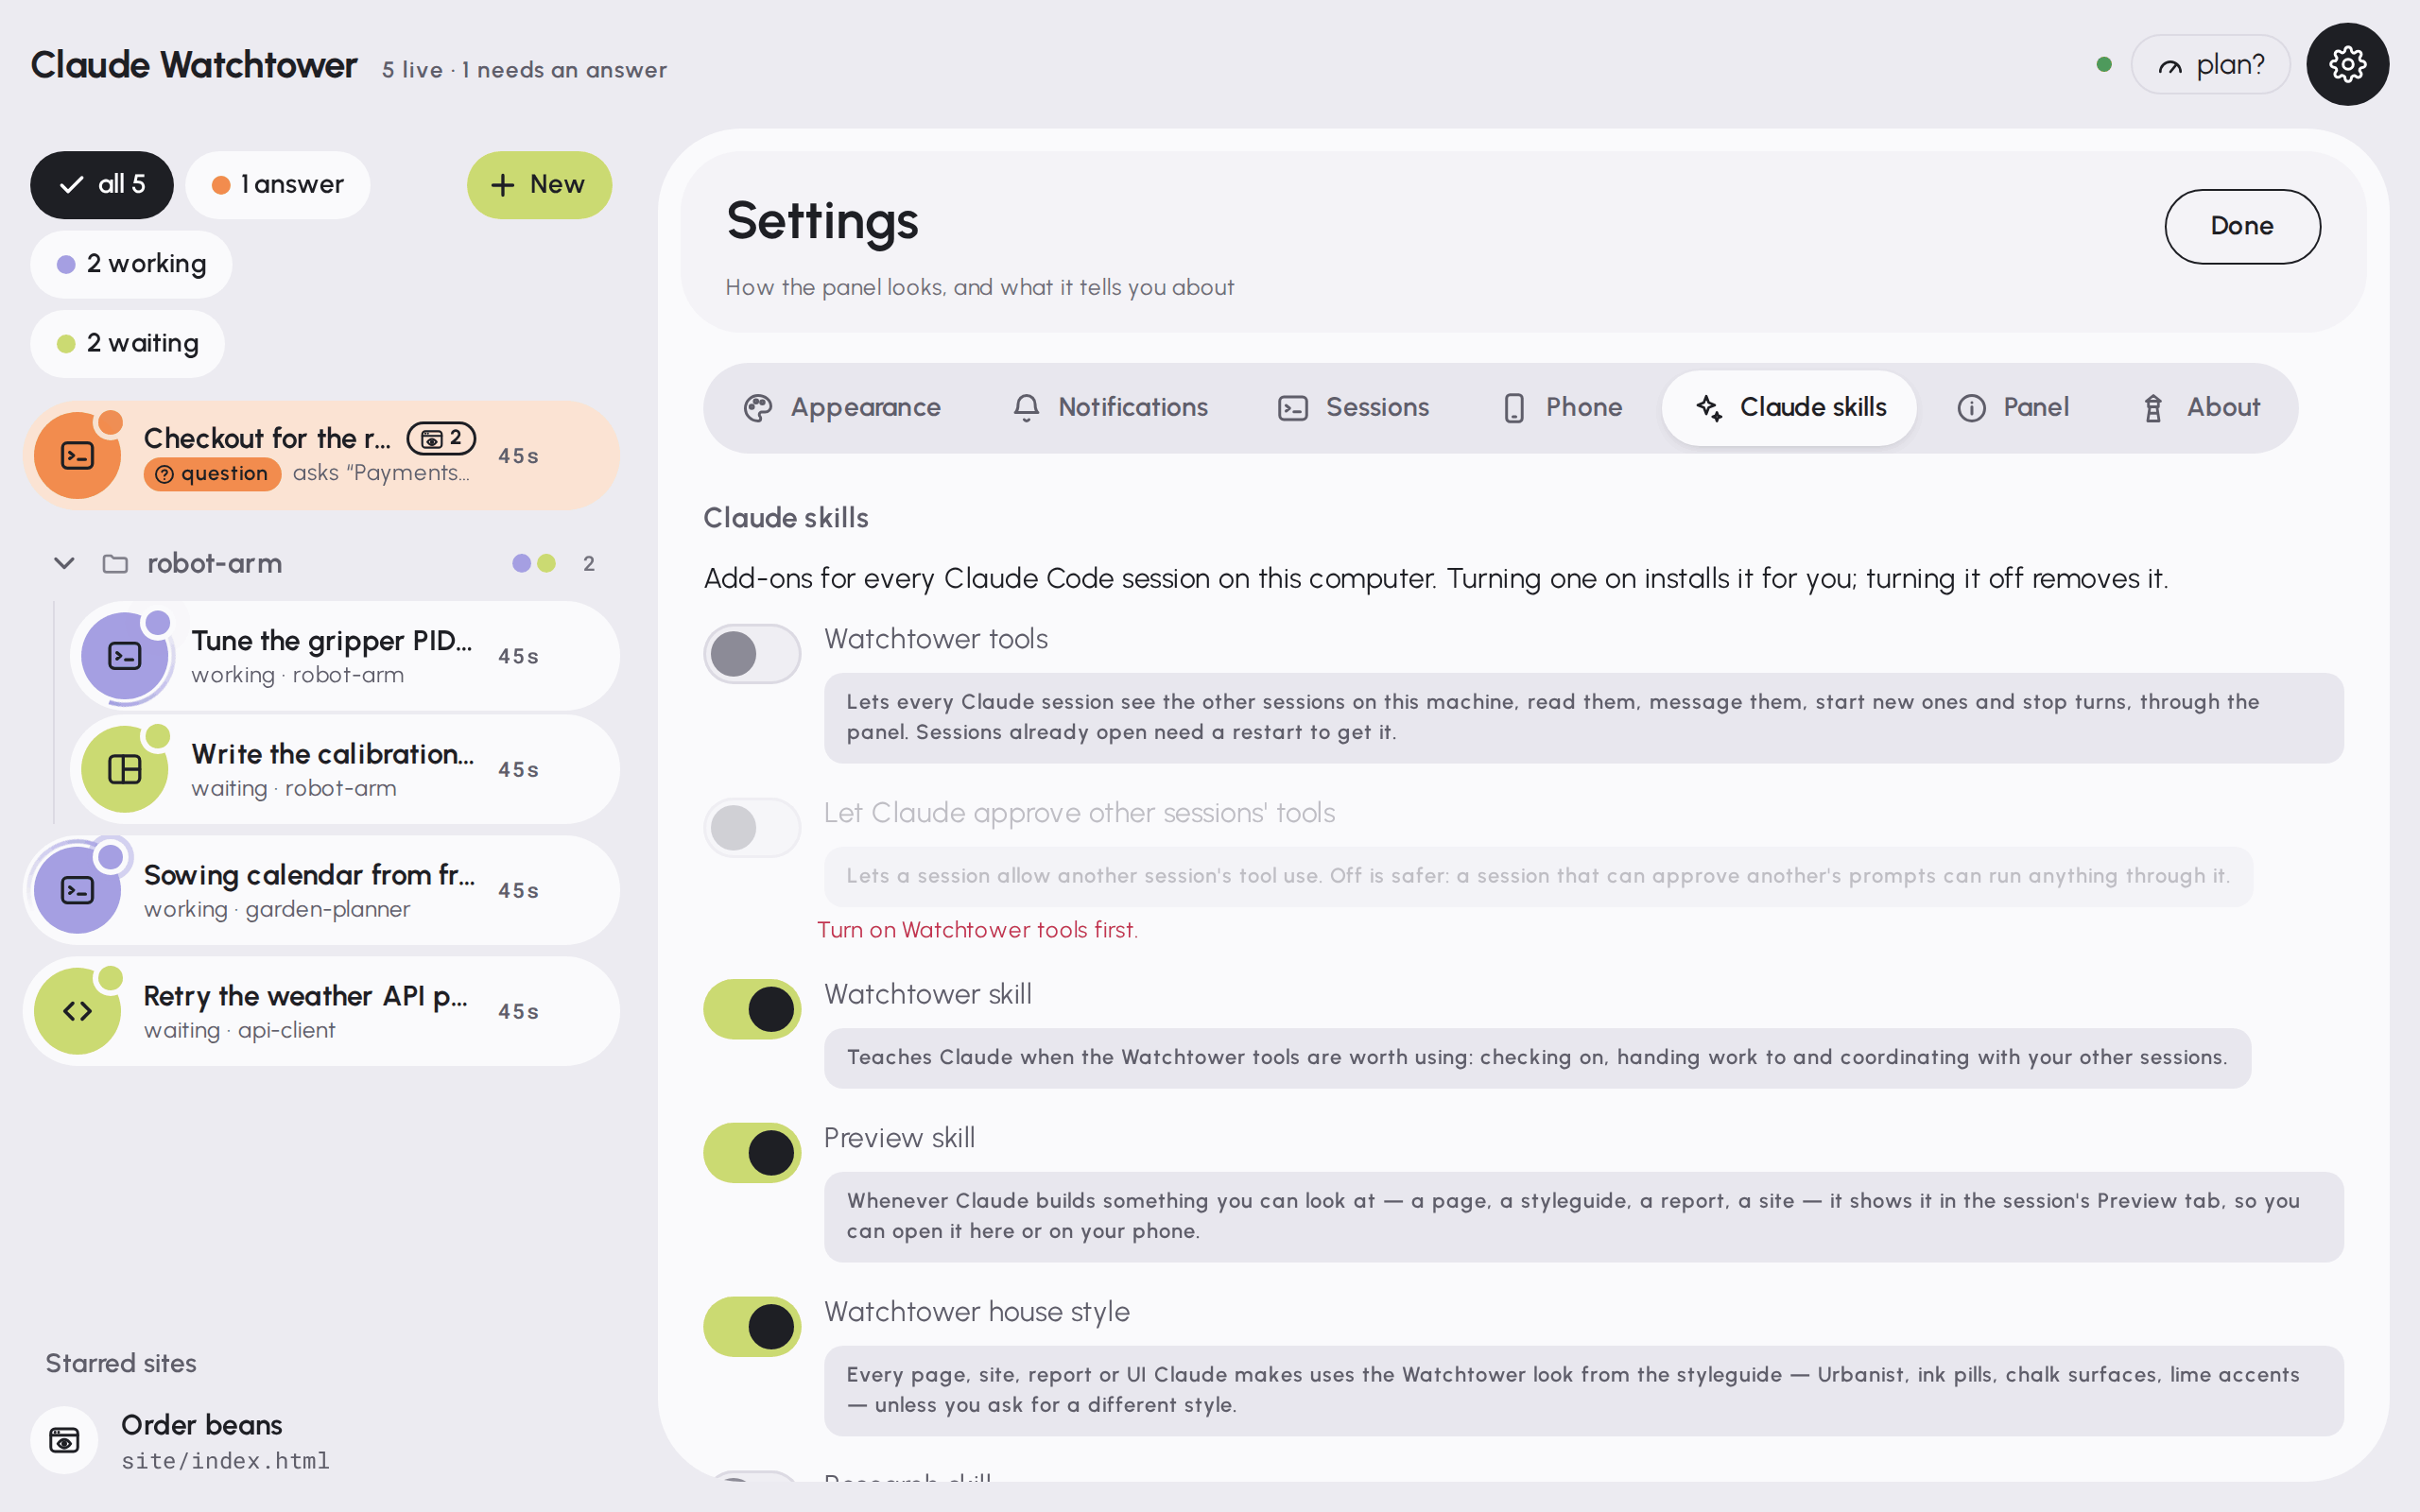 Claude Watchtower
5 live · 1 needs an answer
plan?
all 5
1 answer
New
2 working
2 waiting
Checkout for the r...
2
45s
question
asks “Payments...
robot-arm
2
Tune the gripper PID...
45s
working · robot-arm
Write the calibration...
45s
waiting · robot-arm
Sowing calendar from fr...
45s
working · garden-planner
Retry the weather API p...
45s
waiting · api-client
Starred sites
Order beans
site/index.html
Settings
Done
How the panel looks, and what it tells you about
Appearance
Notifications
Sessions
Phone
Claude skills
Panel
About
Claude skills
Add-ons for every Claude Code session on this computer. Turning one on installs it for you; turning it off removes it.
Watchtower tools
Lets every Claude session see the other sessions on this machine, read them, message them, start new ones and stop turns, through the
panel. Sessions already open need a restart to get it.
Let Claude approve other sessions' tools
Lets a session allow another session's tool use. Off is safer: a session that can approve another's prompts can run anything through it.
Turn on Watchtower tools first.
Watchtower skill
Teaches Claude when the Watchtower tools are worth using: checking on, handing work to and coordinating with your other sessions.
Preview skill
Whenever Claude builds something you can look at — a page, a styleguide, a report, a site — it shows it in the session's Preview tab, so you
can open it here or on your phone.
Watchtower house style
Every page, site, report or UI Claude makes uses the Watchtower look from the styleguide — Urbanist, ink pills, chalk surfaces, lime accents
— unless you ask for a different style.
Research skill